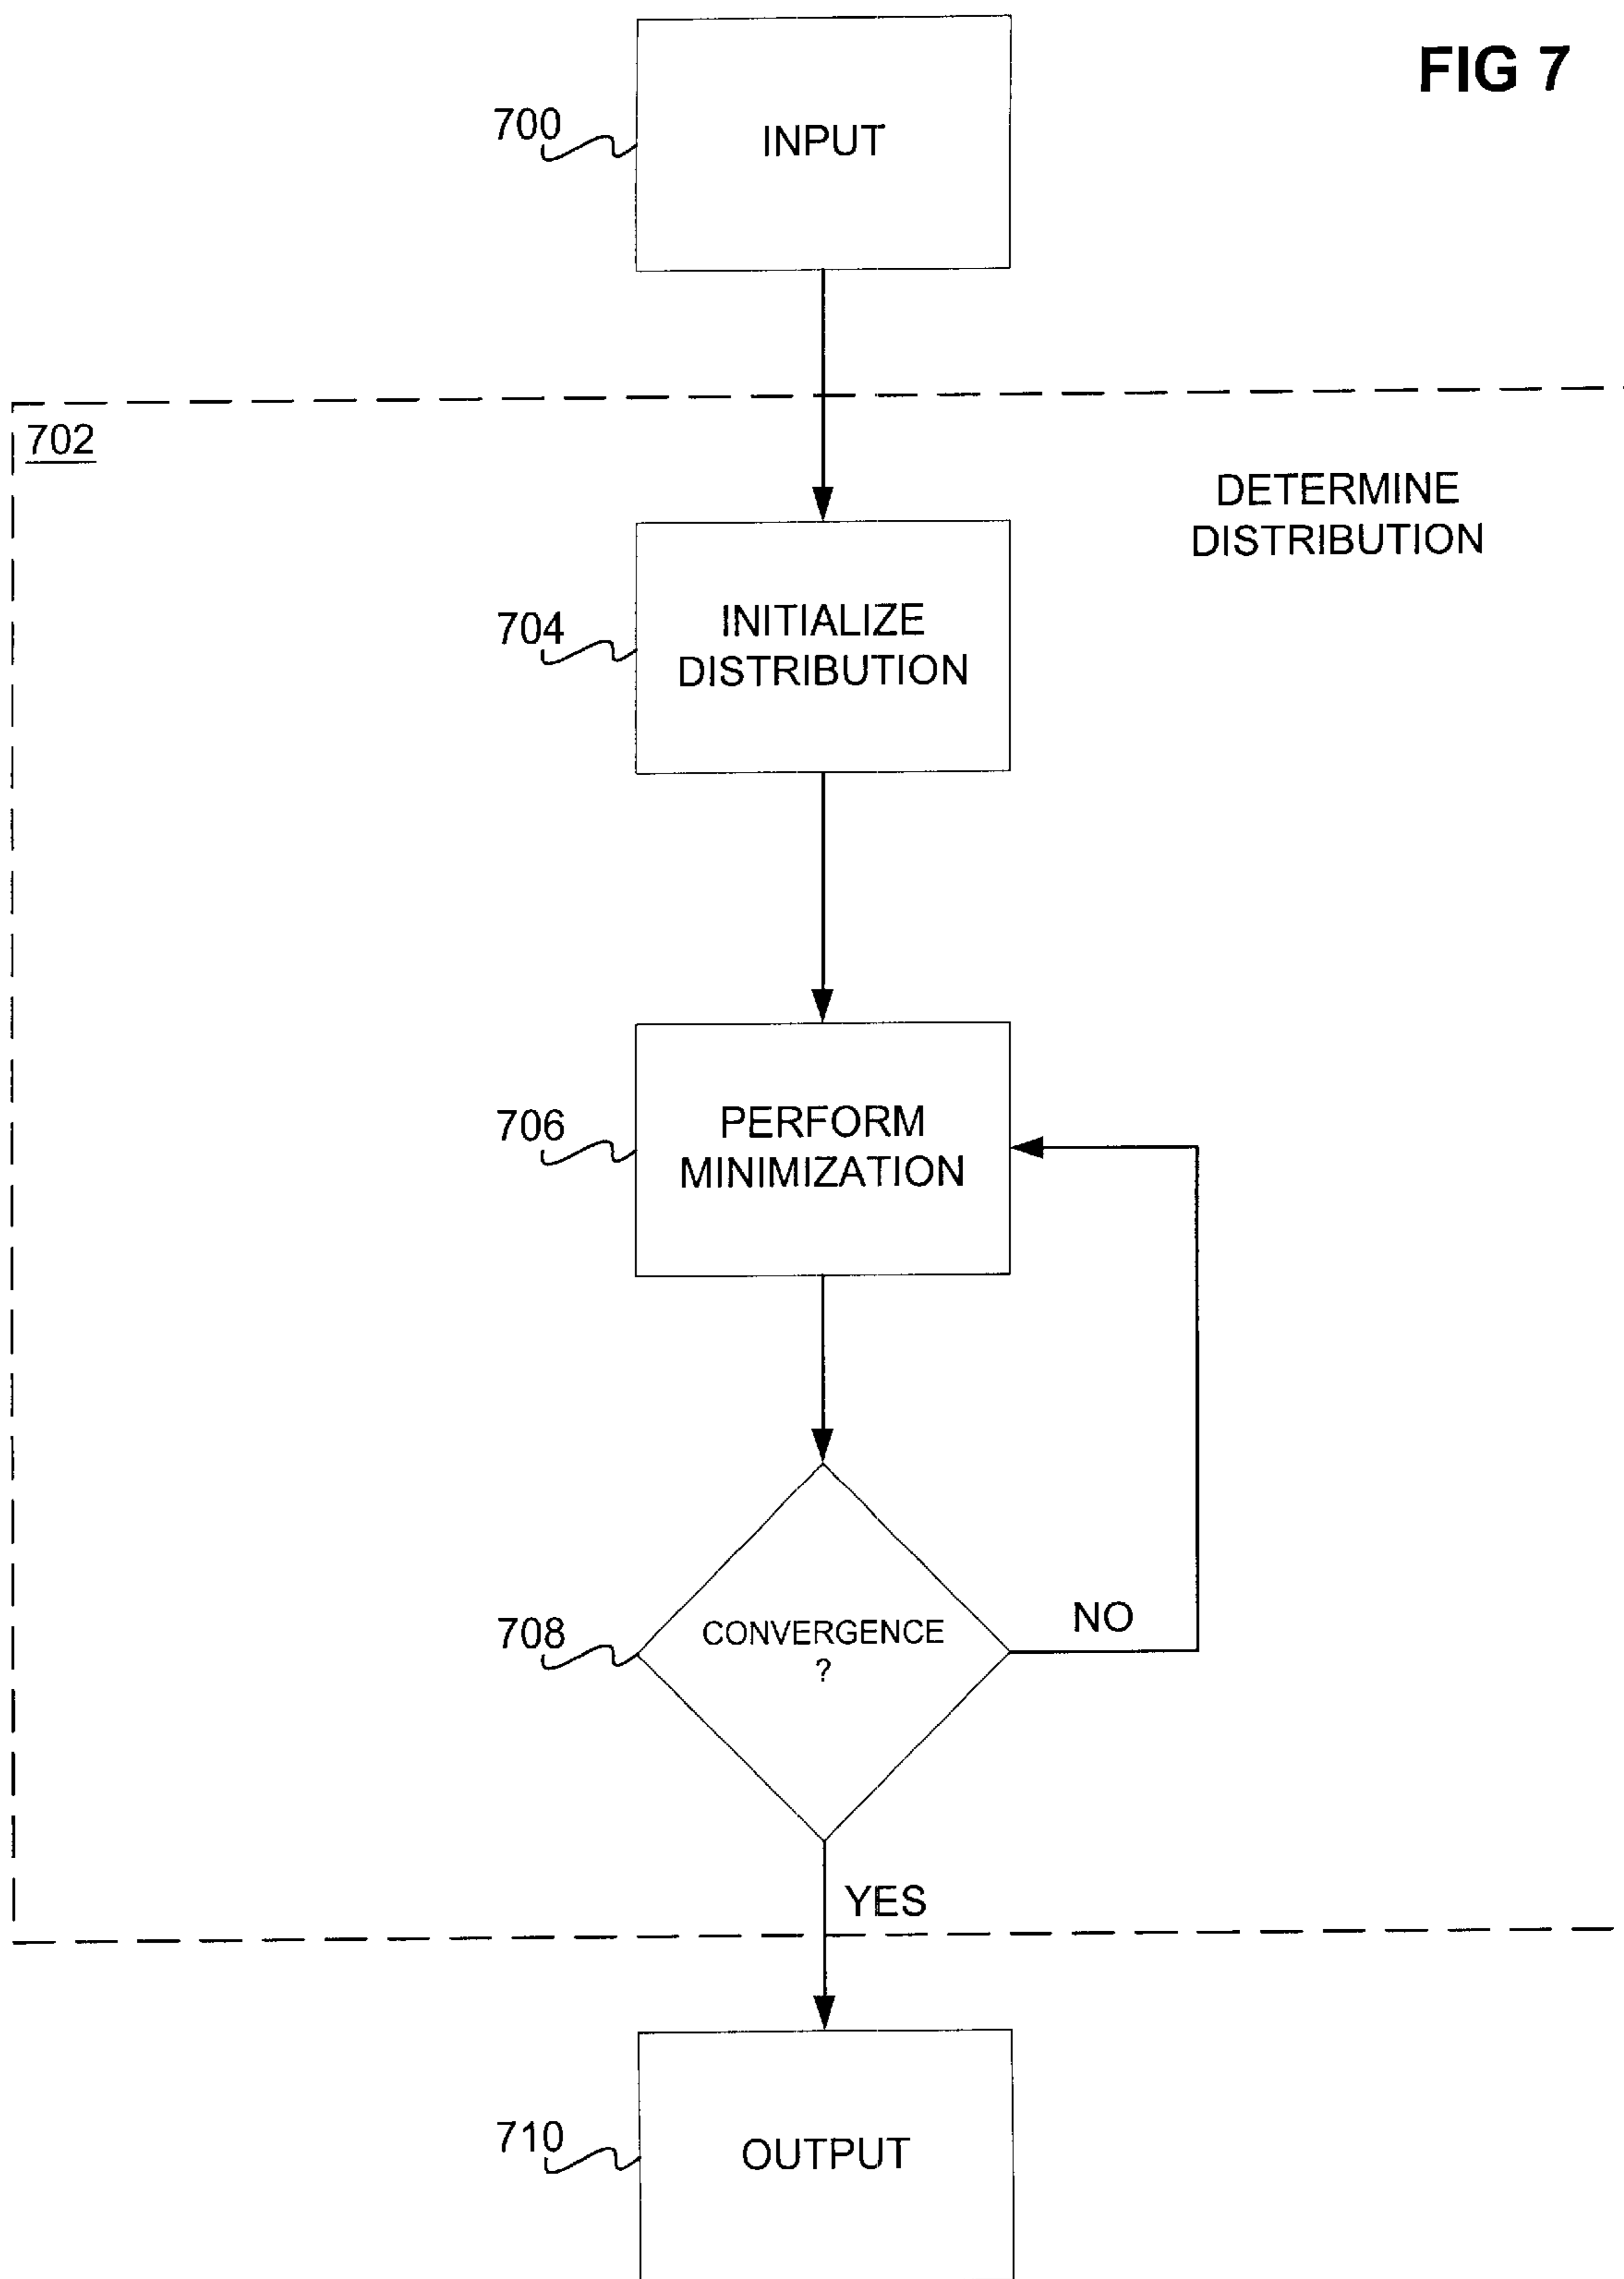 FIG 7
700
INPUT
702
DETERMINE
DISTRIBUTION
704
INITIALIZE
DISTRIBUTION
706
PERFORM
MINIMIZATION
708
CONVERGENCE
?
NO
YES
710
OUTPUT